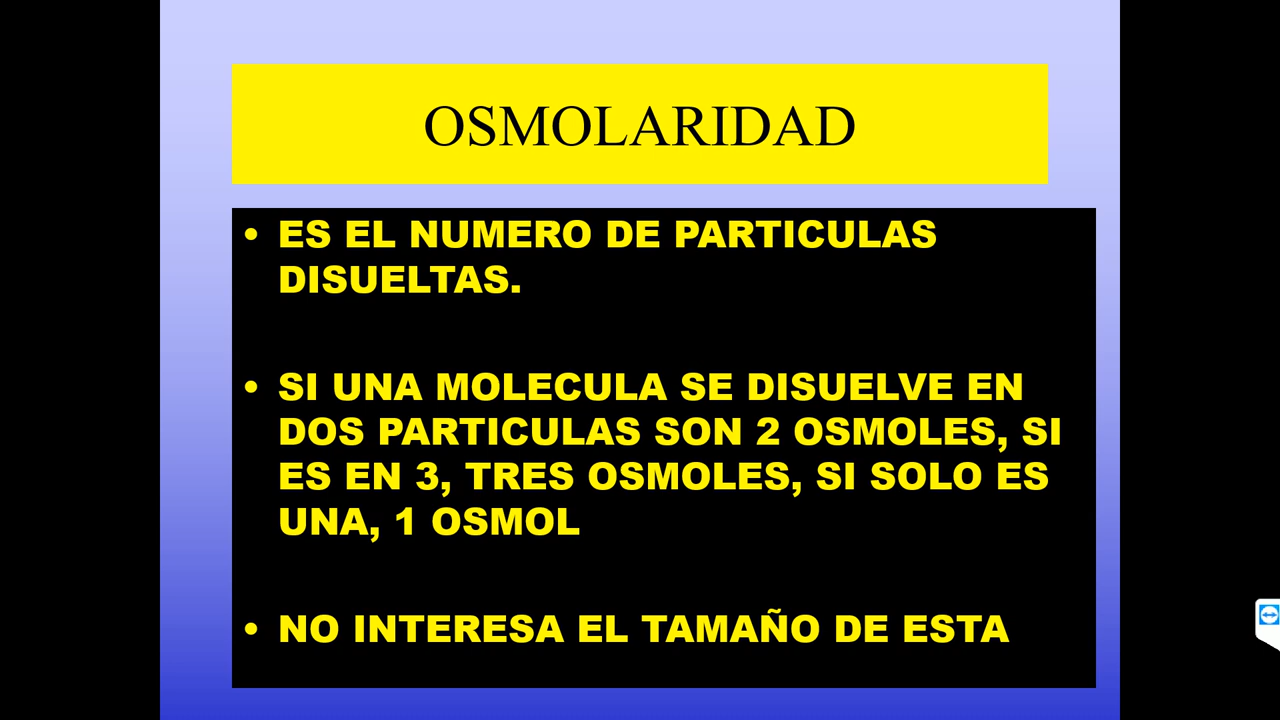 OSMOLARIDAD
• ES EL NUMERO DE PARTICULAS
DISUELTAS.
• SI UNA MOLECULA SE DISUELVE EN
DOS PARTICULAS SON 2 OSMOLES, SI
ES EN 3, TRES OSMOLES, SI SOLO ES
UNA, 1 OSMOL
• NO INTERESA EL TAMAÑO DE ESTA